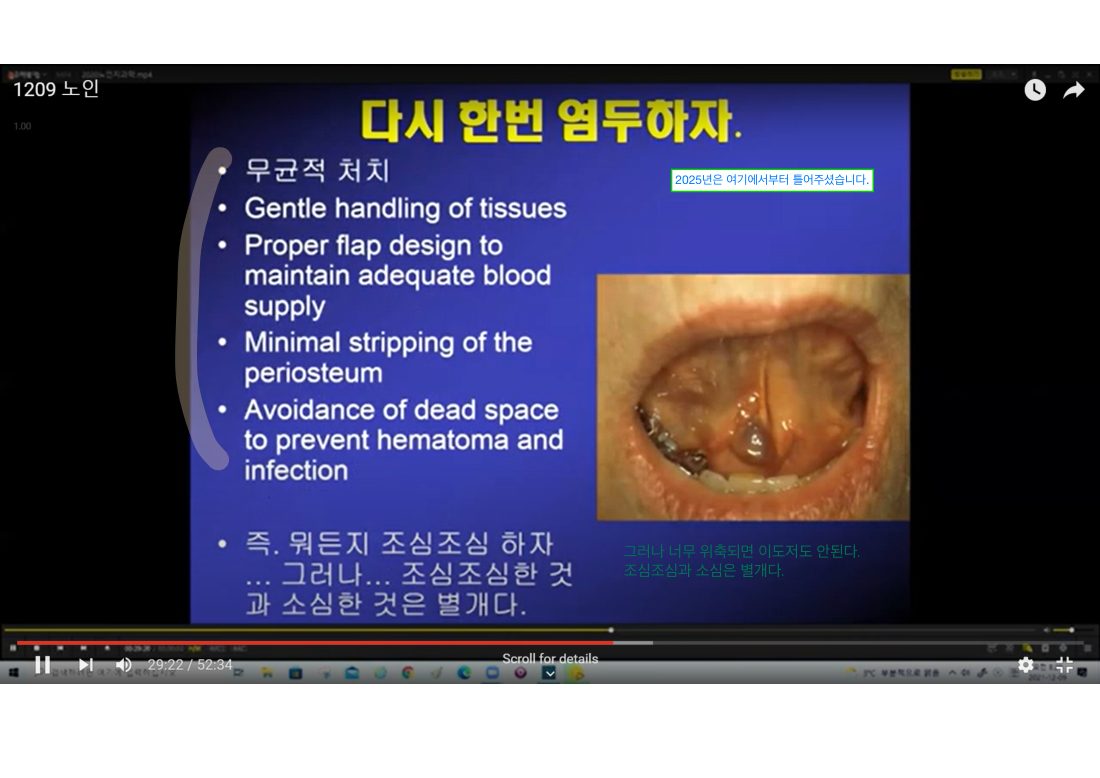 1209 노인
1.00
다시 한번 염두하자.
• 무균적 처치
2025년은 여기에서부터 틀어주셨습니다.
• Gentle handling of tissues
• Proper flap design to
maintain adequate blood
supply
• Minimal stripping of the
periosteum
• Avoidance of dead space
to prevent hematoma and
infection
• 즉. 뭐든지 조심조심 하자
... 그러나... 조심조심한 것
과 소심한 것은 별개다.
그러나 너무 위축되면 이도저도 안된다.
조심조심과 소심은 별개다.
Scroll for details
29:22 / 52:34